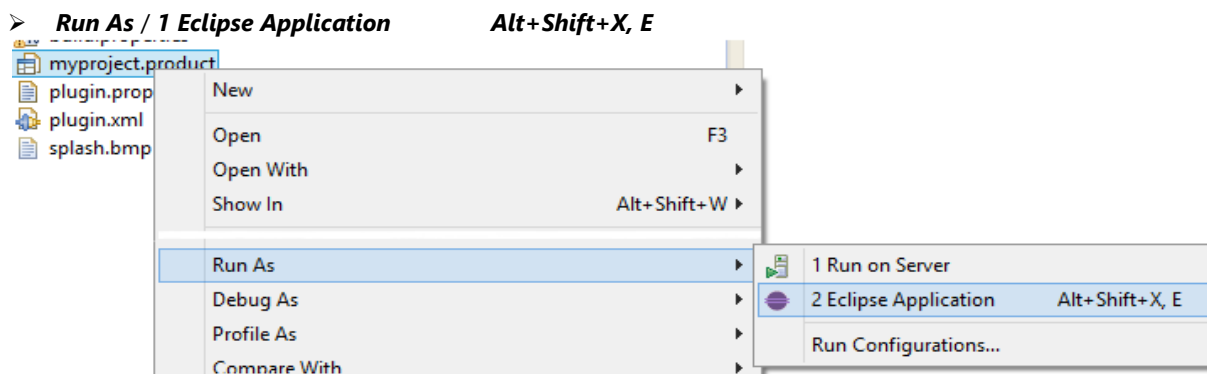 ➢ Run As / 1 Eclipse Application Alt+Shift+X, E
build.properties
myproject.product
plugin.prop
New
plugin.xml
Open F3
splash.bmp
Open With
Show In Alt+Shift+W
Run As
1 Run on Server
Debug As
2 Eclipse Application Alt+Shift+X, E
Profile As
Run Configurations...
Compare With